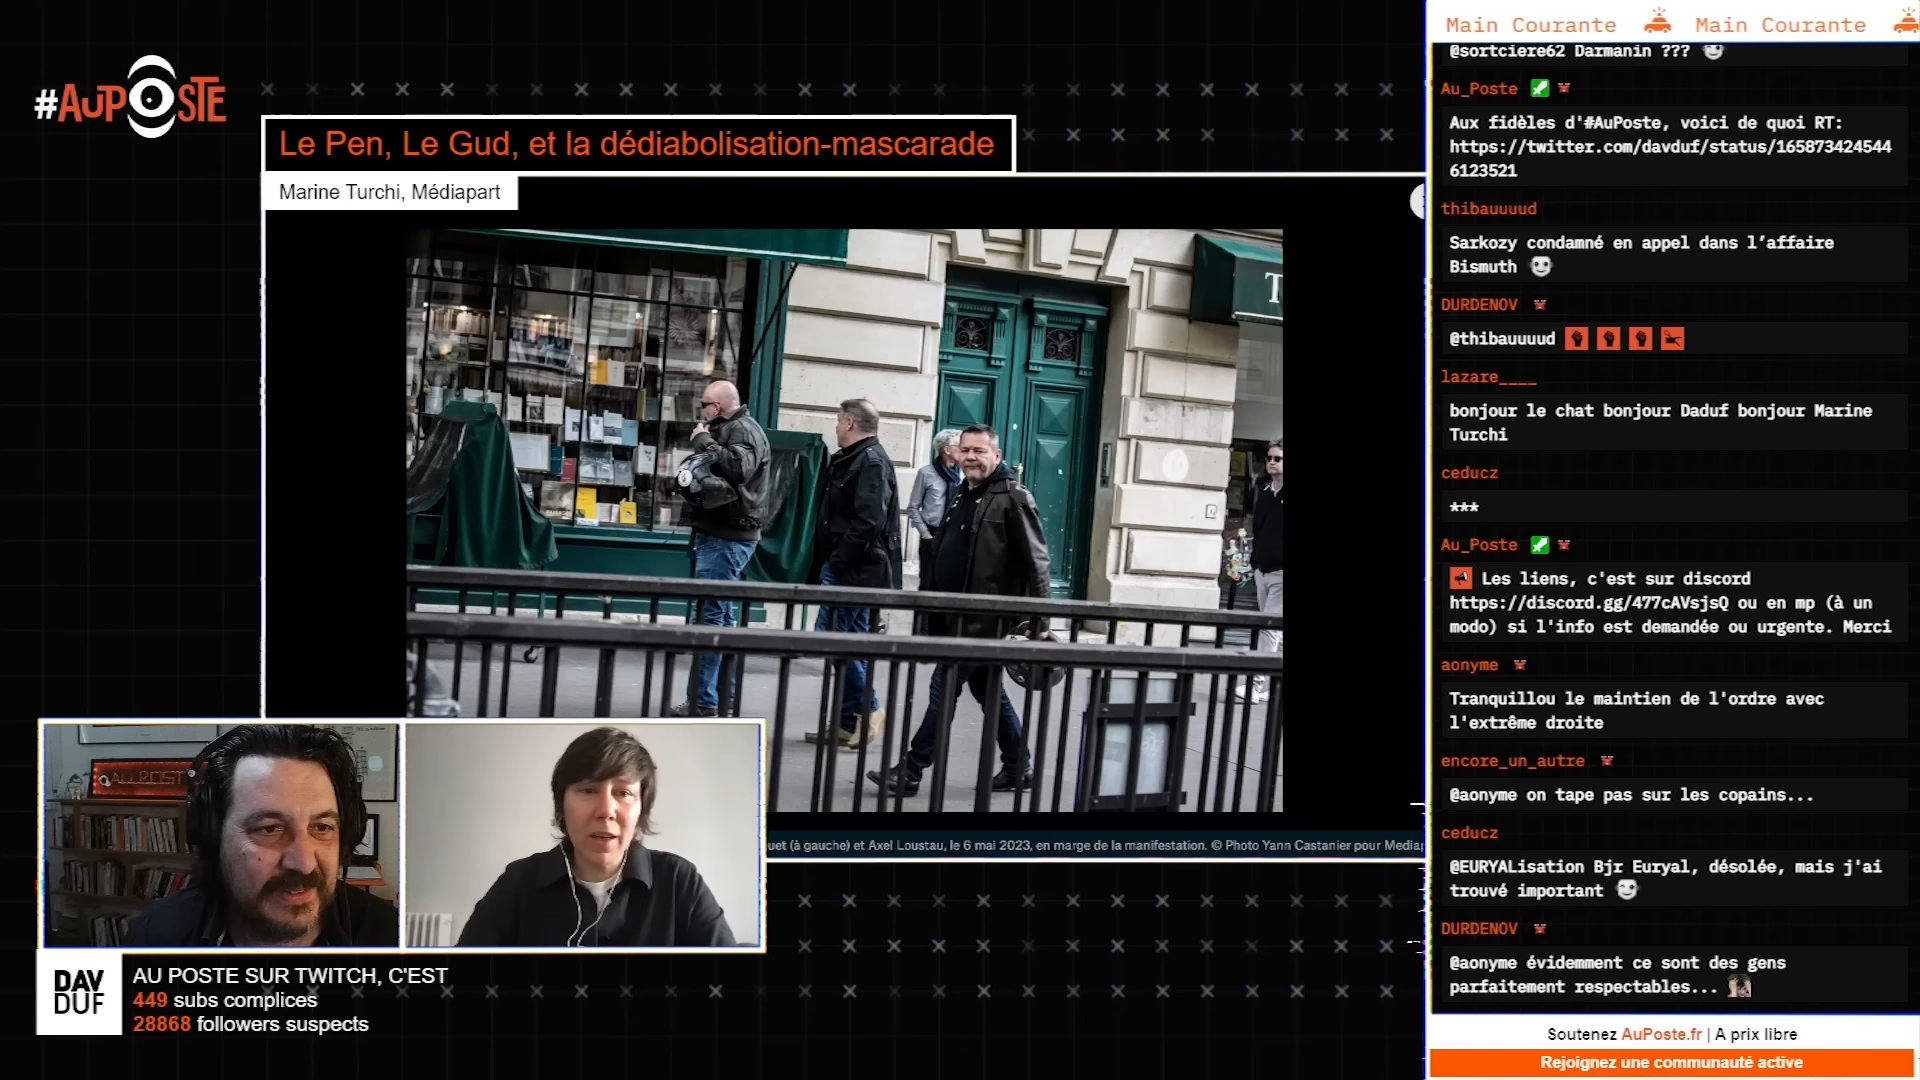 #AUPOSTE
Le Pen, Le Gud, et la dédiabolisation-mascarade
Marine Turchi, Médiapart
T
AU POSTE
uet (à gauche) et Axel Loustau, le 6 mai 2023, en marge de la manifestation. © Photo Yann Castanier pour Mediap
DAV
DUF
AU POSTE SUR TWITCH, C'EST
449 subs complices
28868 followers suspects
Main Courante Main Courante
@sortciere62 Darmanin ???
Au_Poste
Aux fidèles d'#AuPoste, voici de quoi RT:
https://twitter.com/davduf/status/165873424544
6123521
thibauuuud
Sarkozy condamné en appel dans l’affaire
Bismuth
DURDENOV
@thibauuuud
lazare____
bonjour le chat bonjour Daduf bonjour Marine
Turchi
ceducz
***
Au_Poste
Les liens, c'est sur discord
https://discord.gg/477cAVsjsQ ou en mp (à un
modo) si l'info est demandée ou urgente. Merci
aonyme
Tranquillou le maintien de l'ordre avec
l'extrême droite
encore_un_autre
@aonyme on tape pas sur les copains...
ceducz
@EURYALisation Bjr Euryal, désolée, mais j'ai
trouvé important
DURDENOV
@aonyme évidemment ce sont des gens
parfaitement respectables...
Soutenez AuPoste.fr | A prix libre
Rejoignez une communauté active